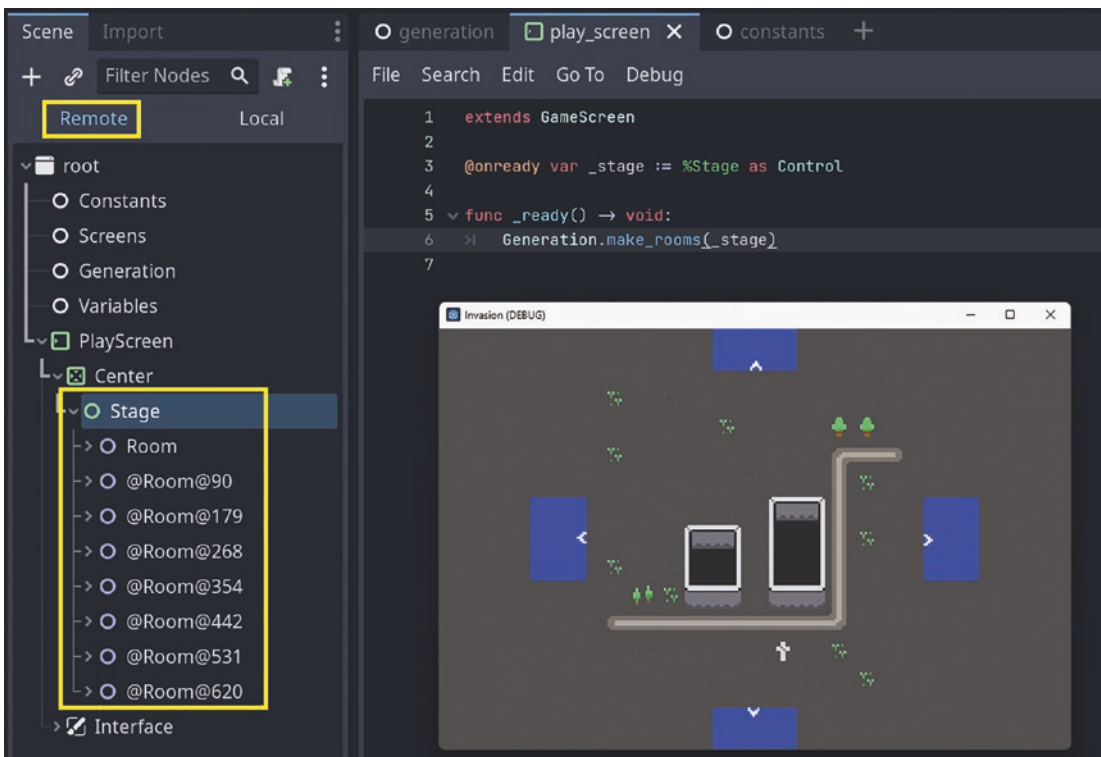 Scene Import
Filter Nodes
Remote Local
root
Constants
Screens
Generation
Variables
PlayScreen
Center
Stage
Room
@Room@90
@Room@179
@Room@268
@Room@354
@Room@442
@Room@531
@Room@620
Interface
generation play_screen X constants +
File Search Edit Go To Debug
1 extends GameScreen
2
3 @onready var _stage := %Stage as Control
4
5 func _ready() → void:
6 Generation.make_rooms(_stage)
7
Invasion (DEBUG)